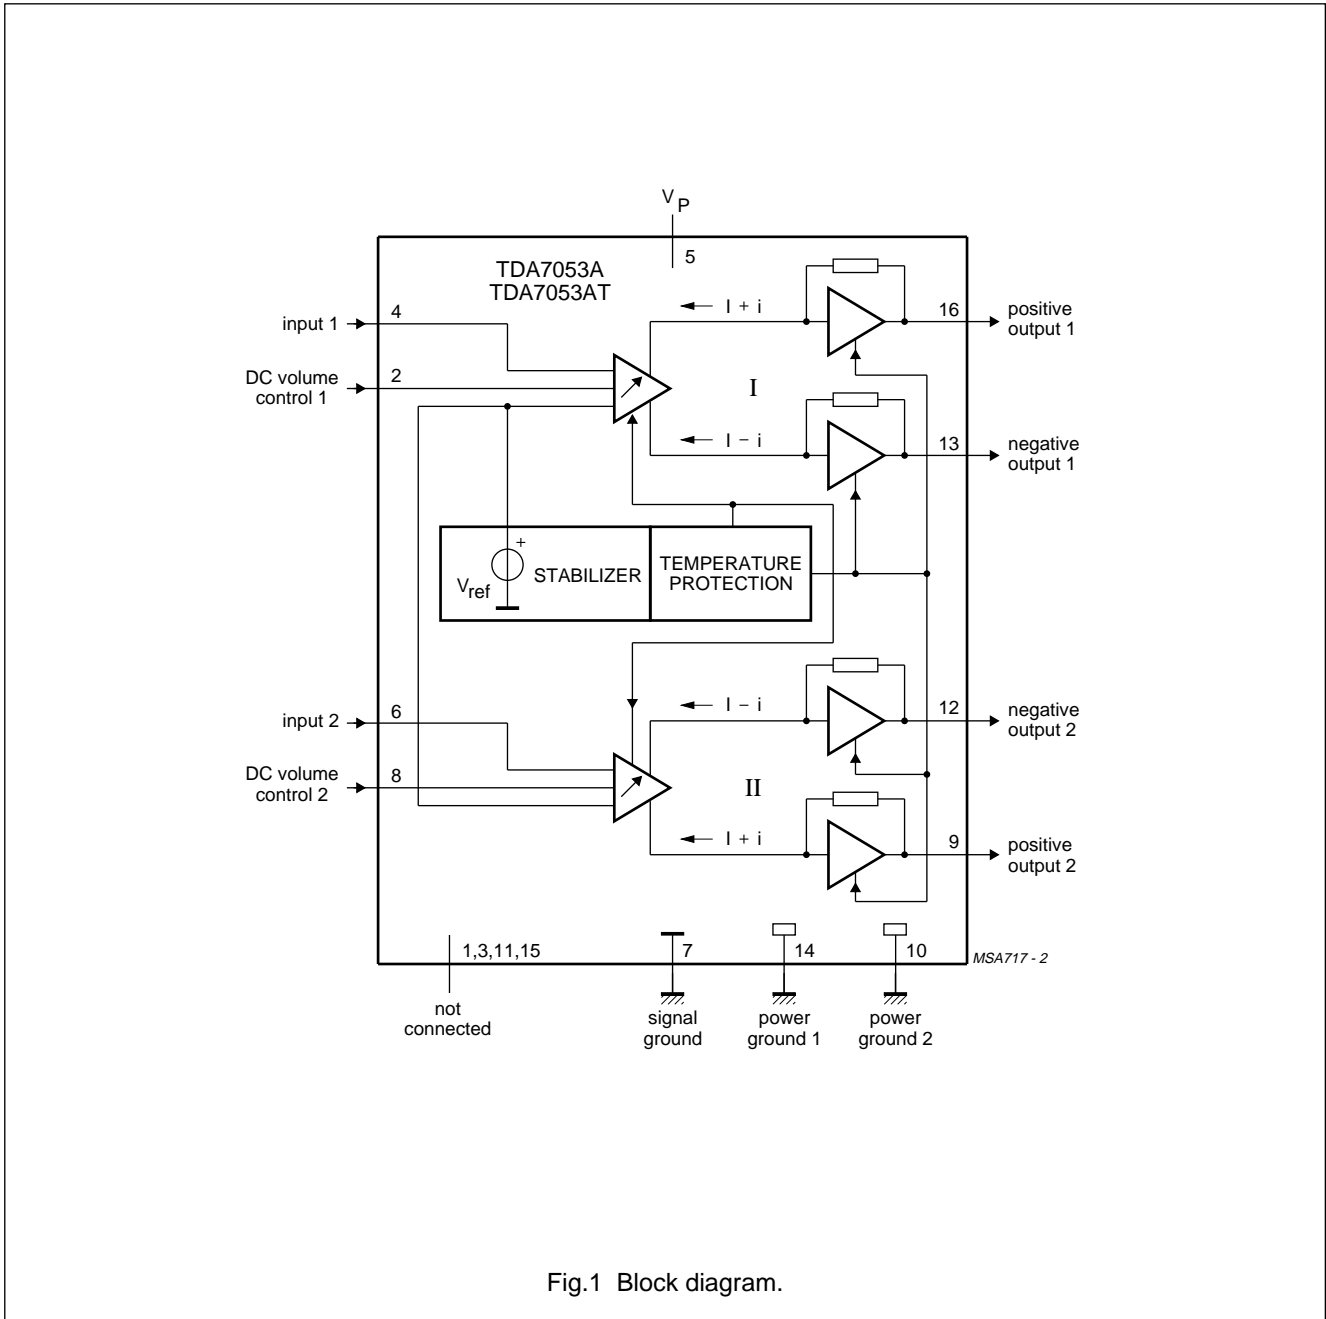 V P
5
TDA7053A
TDA7053AT
input 1
4
I + i
16
positive
output 1
DC volume
control 1
2
I
I − i
13
negative
output 1
+
Vref
STABILIZER
TEMPERATURE
PROTECTION
input 2
6
I − i
12
negative
output 2
DC volume
control 2
8
II
I + i
9
positive
output 2
1,3,11,15
7
14
10
MSA717 - 2
not
connected
signal
ground
power
ground 1
power
ground 2
Fig.1 Block diagram.